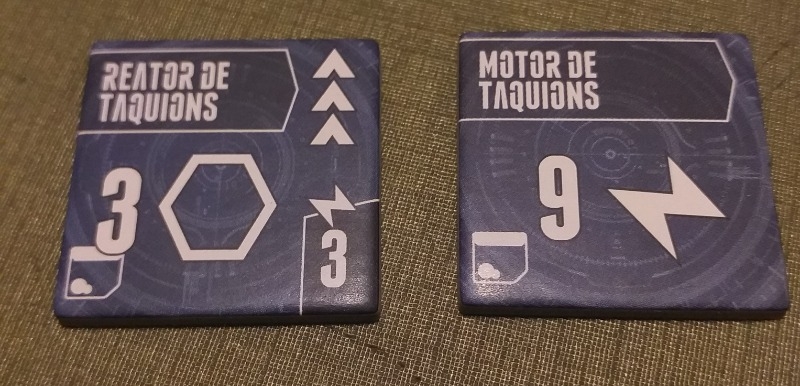 REATOR DE
TAQUIONS
3
3
MOTOR DE
TAQUIONS
9